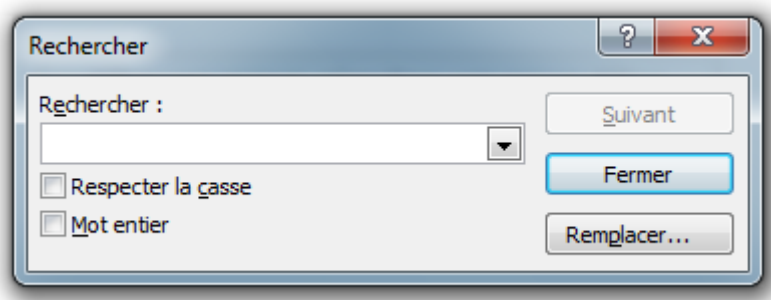 Rechercher
Rechercher :
Suivant
Respecter la casse
Fermer
Mot entier
Remplacer...